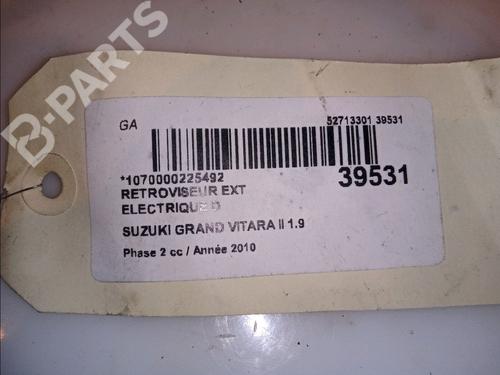 B-PARTS
GA
52713301 39531
*1070000225492
39531
RETROVISEUR EXT
ELECTRIQUE D
SUZUKI GRAND VITARA II 1.9
Phase 2 cc / Année 2010